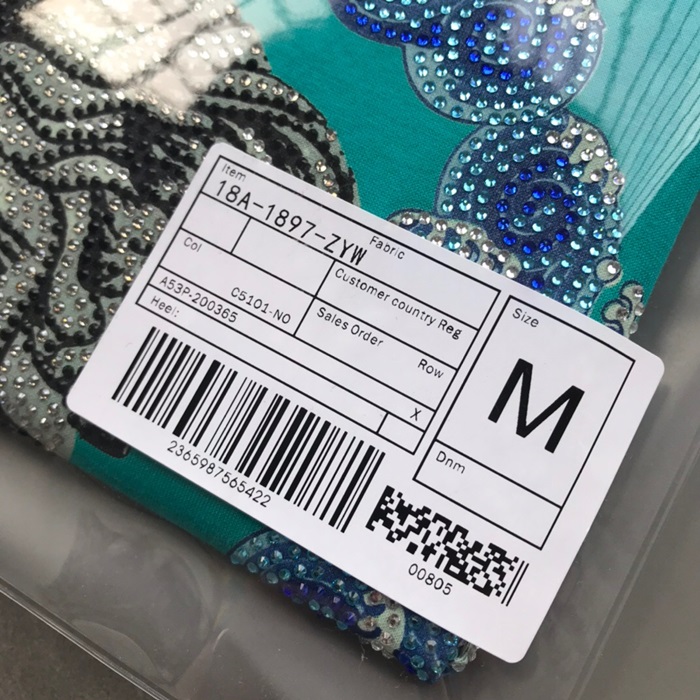 Item
18A-1897-ZYW
Fabric
Col
Customer country Reg
C5101-NO
A53P-200365
Sales Order
Heel:
Row
X
2365987565422
Size
M
Dnm
00805